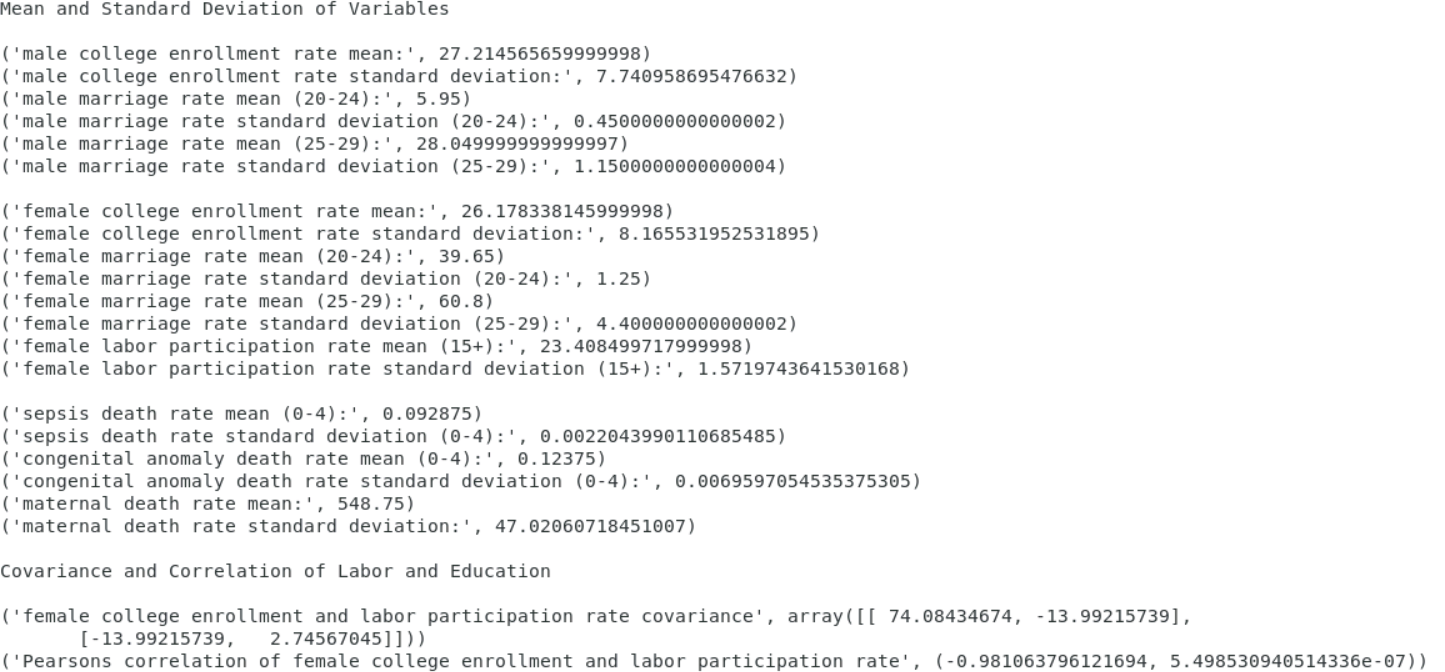 Mean and Standard Deviation of Variables
('male college enrollment rate mean:', 27.214565659999998)
('male college enrollment rate standard deviation:', 7.740958695476632)
('male marriage rate mean (20-24):', 5.95)
('male marriage rate standard deviation (20-24):', 0.4500000000000002)
('male marriage rate mean (25-29):', 28.049999999999997)
('male marriage rate standard deviation (25-29):', 1.1500000000000004)
('female college enrollment rate mean:', 26.178338145999998)
('female college enrollment rate standard deviation:', 8.165531952531895)
('female marriage rate mean (20-24):', 39.65)
('female marriage rate standard deviation (20-24):', 1.25)
('female marriage rate mean (25-29):', 60.8)
('female marriage rate standard deviation (25-29):', 4.400000000000002)
('female labor participation rate mean (15+):', 23.408499717999998)
('female labor participation rate standard deviation (15+):', 1.5719743641530168)
('sepsis death rate mean (0-4):', 0.092875)
('sepsis death rate standard deviation (0-4):', 0.0022043990110685485)
('congenital anomaly death rate mean (0-4):', 0.12375)
('congenital anomaly death rate standard deviation (0-4):', 0.0069597054535375305)
('maternal death rate mean:', 548.75)
('maternal death rate standard deviation:', 47.02060718451007)
Covariance and Correlation of Labor and Education
('female college enrollment and labor participation rate covariance', array([[ 74.08434674, -13.99215739],
[-13.99215739,   2.74567045]]))
('Pearsons correlation of female college enrollment and labor participation rate', (-0.981063796121694, 5.498530940514336e-07))